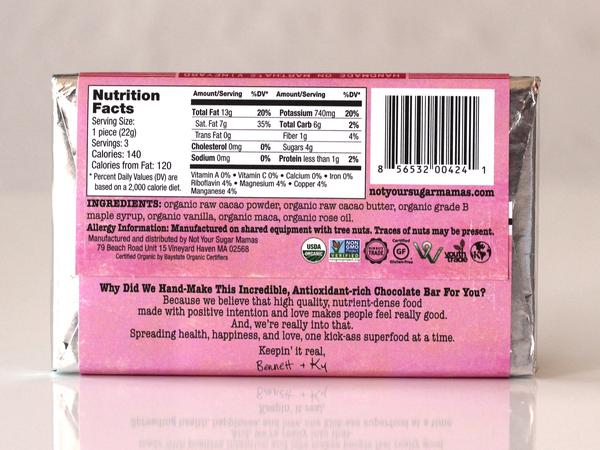 HANDMADE ON MARTHA'S VINEYARD
Nutrition
Facts
Serving Size:
1 piece (22g)
Servings: 3
Calories: 140
Calories from Fat: 120
* Percent Daily Values (DV) are
based on a 2,000 calorie diet.
Amount/Serving %DV* Amount/Serving %DV*
Total Fat 13g 20% Potassium 740mg 20%
Sat. Fat 7g 35% Total Carb 6g 2%
Trans Fat 0g Fiber 1g 4%
Cholesterol 0mg 0% Sugars 4g
Sodium 0mg 0% Protein less than 1g 2%
Vitamin A 0% • Vitamin C 0% • Calcium 0% • Iron 0%
Riboflavin 4% • Magnesium 4% • Copper 4%
Manganese 4%
8 56532 00424 1
notyoursugarmamas.com
INGREDIENTS: organic raw cacao powder, organic raw cacao butter, organic grade B
maple syrup, organic vanilla, organic maca, organic rose oil.
Allergy Information: Manufactured on shared equipment with tree nuts. Traces of nuts may be present.
Manufactured and distributed by Not Your Sugar Mamas
79 Beach Road Unit 15 Vineyard Haven MA 02568
Certified Organic by Baystate Organic Certifiers
USDA
ORGANIC
NON
GMO
VERIFIED
Certified
GF
Gluten-Free
youth
Trade
Why Did We Hand-Make This Incredible, Antioxidant-rich Chocolate Bar For You?
Because we believe that high quality, nutrient-dense food
made with positive intention and love makes people feel really good.
And, we're really into that.
Spreading health, happiness, and love, one kick-ass superfood at a time.
Keepin' it real,
Bennett + Ky